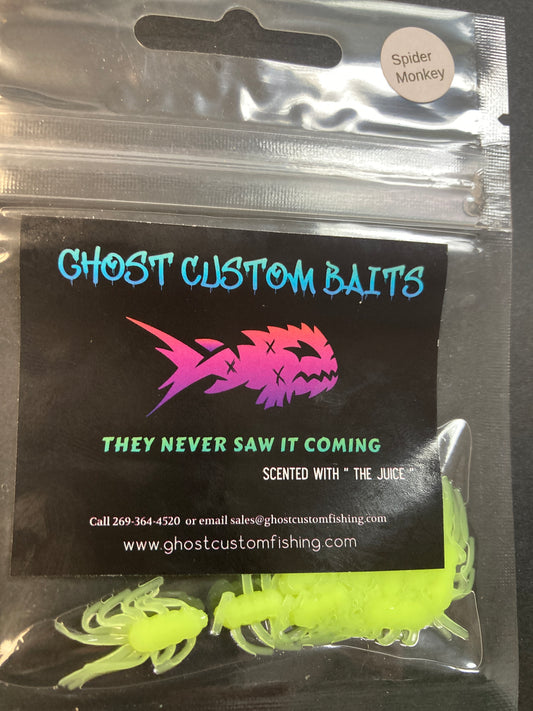 Spider
Monkey
GHOST CUSTOM BAITS
THEY NEVER SAW IT COMING
SCENTED WITH " THE JUICE "
Call 269-364-4520 or email sales@ghostcustomfishing.com
www.ghostcustomfishing.com